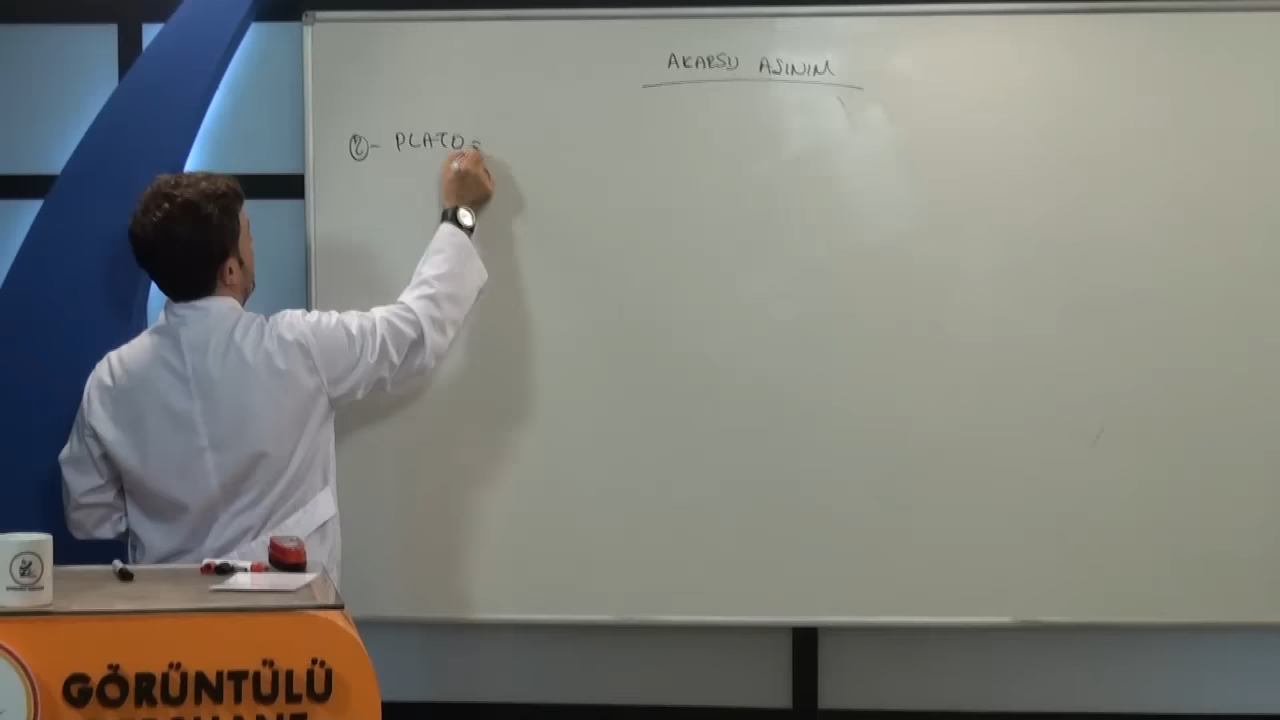 AKARSU AŞINIM
②- PLATO
GÖRÜNTÜLÜ